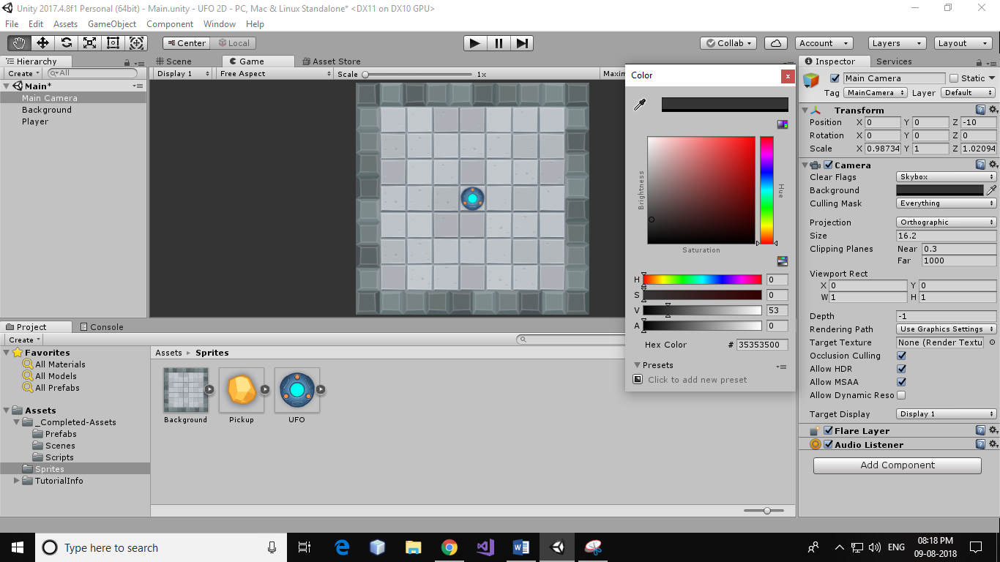 Unity 2017.4.8f1 Personal (64bit) - Main.unity - UFO 2D - PC, Mac & Linux Standalone* <DX11 on DX10 GPU>
File Edit Assets GameObject Component Window Help
Center Local Collab Account Layers Layout
Hierarchy
Create All
Main*
Main Camera
Background
Player
Scene Game Asset Store
Display 1 Free Aspect Scale 1x Maxim
Color
x
Brightness
Hue
Saturation
H 0
S 0
V 53
A 0
Hex Color # 35353500
Presets
Click to add new preset
Inspector Services
Main Camera Static
Tag MainCamera Layer Default
Transform
Position X 0 Y 0 Z -10
Rotation X 0 Y 0 Z 0
Scale X 0.98734 Y 1 Z 1.02094
Camera
Clear Flags Skybox
Background
Culling Mask Everything
Projection Orthographic
Size 16.2
Clipping Planes Near 0.3
Far 1000
Viewport Rect
X 0 Y 0
W 1 H 1
Depth -1
Rendering Path Use Graphics Settings
Target Texture None (Render Textu
Occlusion Culling
Allow HDR
Allow MSAA
Allow Dynamic Reso
Target Display Display 1
Flare Layer
Audio Listener
Add Component
Project Console
Create
Favorites
All Materials
All Models
All Prefabs
Assets
_Completed-Assets
Prefabs
Scenes
Scripts
Sprites
TutorialInfo
Assets Sprites
Background Pickup UFO
Type here to search
ENG
08:18 PM
09-08-2018